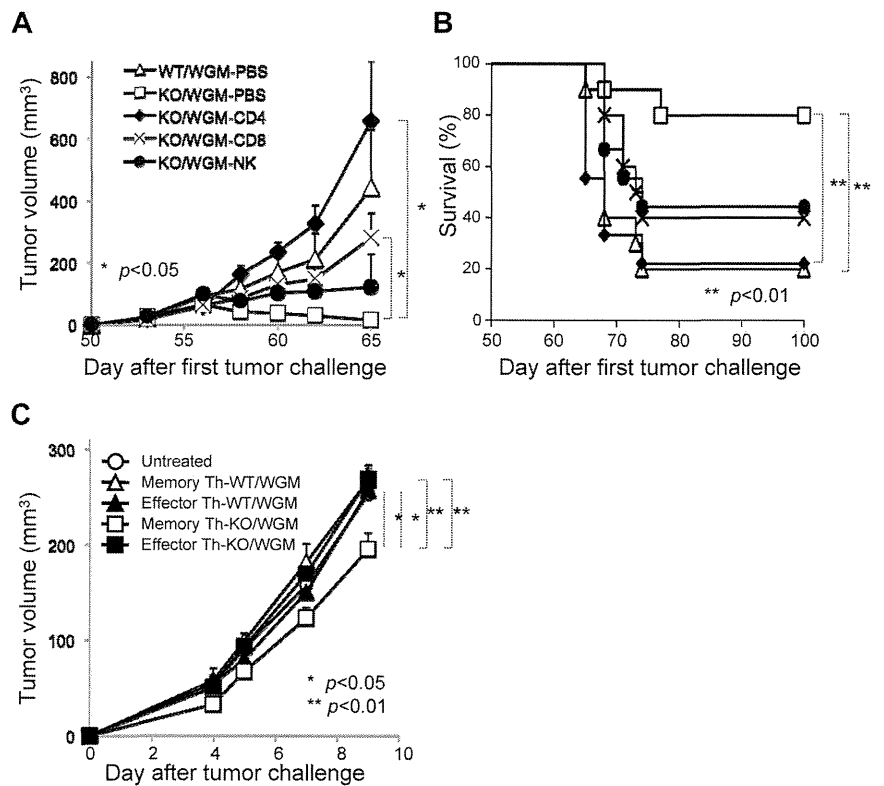 A
Tumor volume (mm3)
800
600
400
200
0
WT/WGM-PBS
KO/WGM-PBS
KO/WGM-CD4
KO/WGM-CD8
KO/WGM-NK
* p<0.05
*
*
50 55 60 65
Day after first tumor challenge
B
Survival (%)
100
80
60
40
20
0
** **
** p<0.01
50 60 70 80 90 100
Day after first tumor challenge
C
Tumor volume (mm3)
300
200
100
0
Untreated
Memory Th-WT/WGM
Effector Th-WT/WGM
Memory Th-KO/WGM
Effector Th-KO/WGM
* * ** **
* p<0.05
** p<0.01
0 2 4 6 8 10
Day after tumor challenge